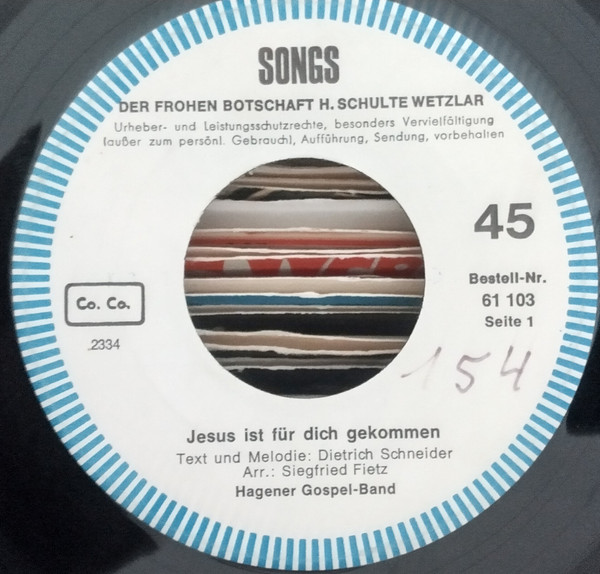 SONGS
DER FROHEN BOTSCHAFT H. SCHULTE WETZLAR
Urheber- und Leistungsschutzrechte, besonders Vervielfältigung
(außer zum persönl. Gebrauch), Aufführung, Sendung, vorbehalten
45
Bestell-Nr.
61 103
Seite 1
Co. Co.
2334
154
Jesus ist für dich gekommen
Text und Melodie: Dietrich Schneider
Arr.: Siegfried Fietz
Hagener Gospel-Band